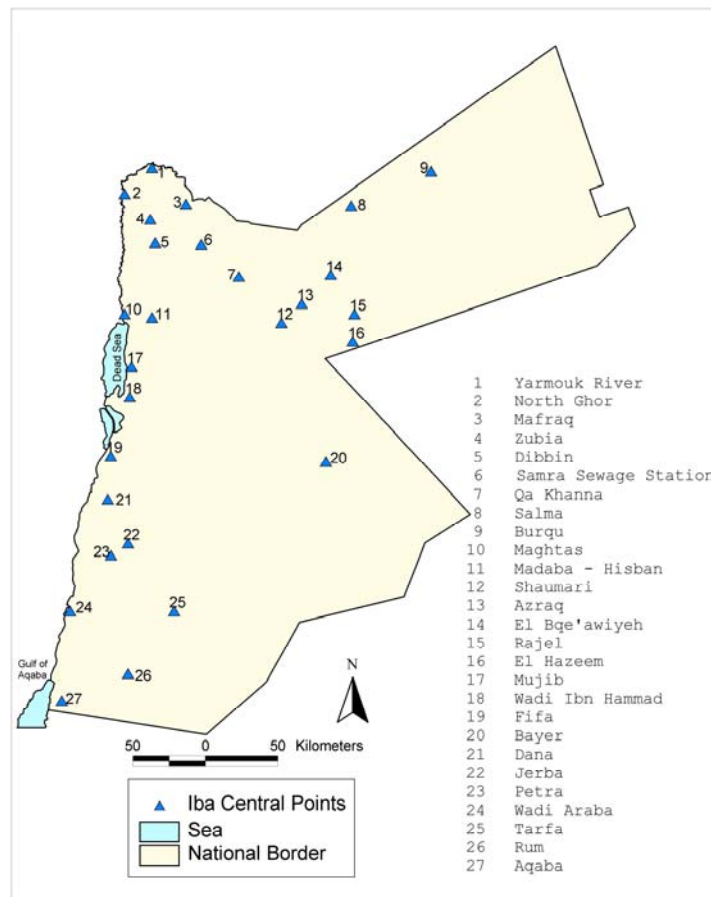 1
2
3
4
5
6
7
8
9
10
11
12
13
14
15
16
Dead Sea
17
18
19
20
21
22
23
24
25
26
27
Gulf of
Aqaba
N
50 0 50 Kilometers
Iba Central Points
Sea
National Border
1 Yarmouk River
2 North Ghor
3 Mafraq
4 Zubia
5 Dibbin
6 Samra Sewage Station
7 Qa Khanna
8 Salma
9 Burqu
10 Maghtas
11 Madaba - Hisban
12 Shaumari
13 Azraq
14 El Bqe'awiyeh
15 Rajel
16 El Hazeem
17 Mujib
18 Wadi Ibn Hammad
19 Fifa
20 Bayer
21 Dana
22 Jerba
23 Petra
24 Wadi Araba
25 Tarfa
26 Rum
27 Aqaba